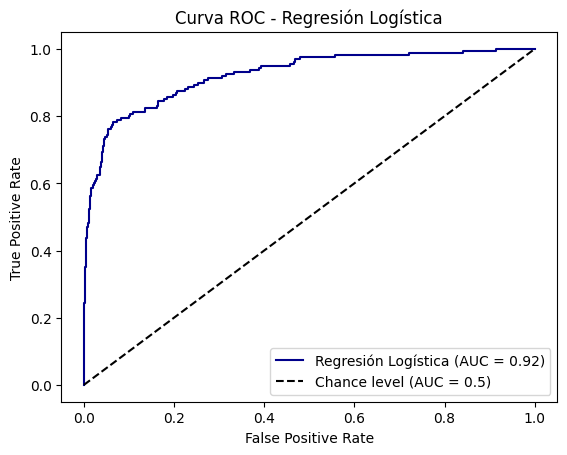 Curva ROC - Regresión Logística
True Positive Rate
1.0
0.8
0.6
0.4
0.2
0.0
Regresión Logística (AUC = 0.92)
Chance level (AUC = 0.5)
0.0 0.2 0.4 0.6 0.8 1.0
False Positive Rate